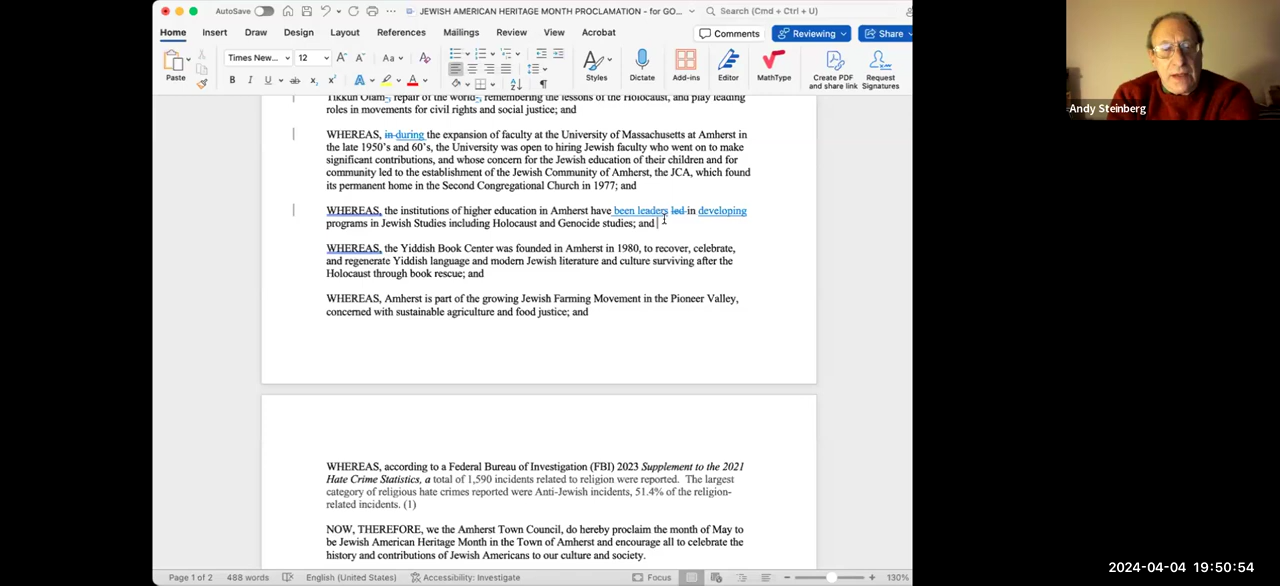 AutoSave
JEWISH AMERICAN HERITAGE MONTH PROCLAMATION - for GO...
Search (Cmd + Ctrl + U)
Home Insert Draw Design Layout References Mailings Review View Acrobat
Comments Reviewing Share
Paste
Times New... 12
Styles Dictate Add-ins Editor MathType Create PDF and share link Request Signatures
Tikkun Olam-, repair of the world-, remembering the lessons of the Holocaust, and play leading
roles in movements for civil rights and social justice; and
WHEREAS, in during the expansion of faculty at the University of Massachusetts at Amherst in
the late 1950's and 60's, the University was open to hiring Jewish faculty who went on to make
significant contributions, and whose concern for the Jewish education of their children and for
community led to the establishment of the Jewish Community of Amherst, the JCA, which found
its permanent home in the Second Congregational Church in 1977; and
WHEREAS, the institutions of higher education in Amherst have been leaders led in developing
programs in Jewish Studies including Holocaust and Genocide studies; and
WHEREAS, the Yiddish Book Center was founded in Amherst in 1980, to recover, celebrate,
and regenerate Yiddish language and modern Jewish literature and culture surviving after the
Holocaust through book rescue; and
WHEREAS, Amherst is part of the growing Jewish Farming Movement in the Pioneer Valley,
concerned with sustainable agriculture and food justice; and
WHEREAS, according to a Federal Bureau of Investigation (FBI) 2023 Supplement to the 2021
Hate Crime Statistics, a total of 1,590 incidents related to religion were reported. The largest
category of religious hate crimes reported were Anti-Jewish incidents, 51.4% of the religion-
related incidents. (1)
NOW, THEREFORE, we the Amherst Town Council, do hereby proclaim the month of May to
be Jewish American Heritage Month in the Town of Amherst and encourage all to celebrate the
history and contributions of Jewish Americans to our culture and society.
Page 1 of 2 488 words English (United States) Accessibility: Investigate Focus 130%
Andy Steinberg
2024-04-04 19:50:54